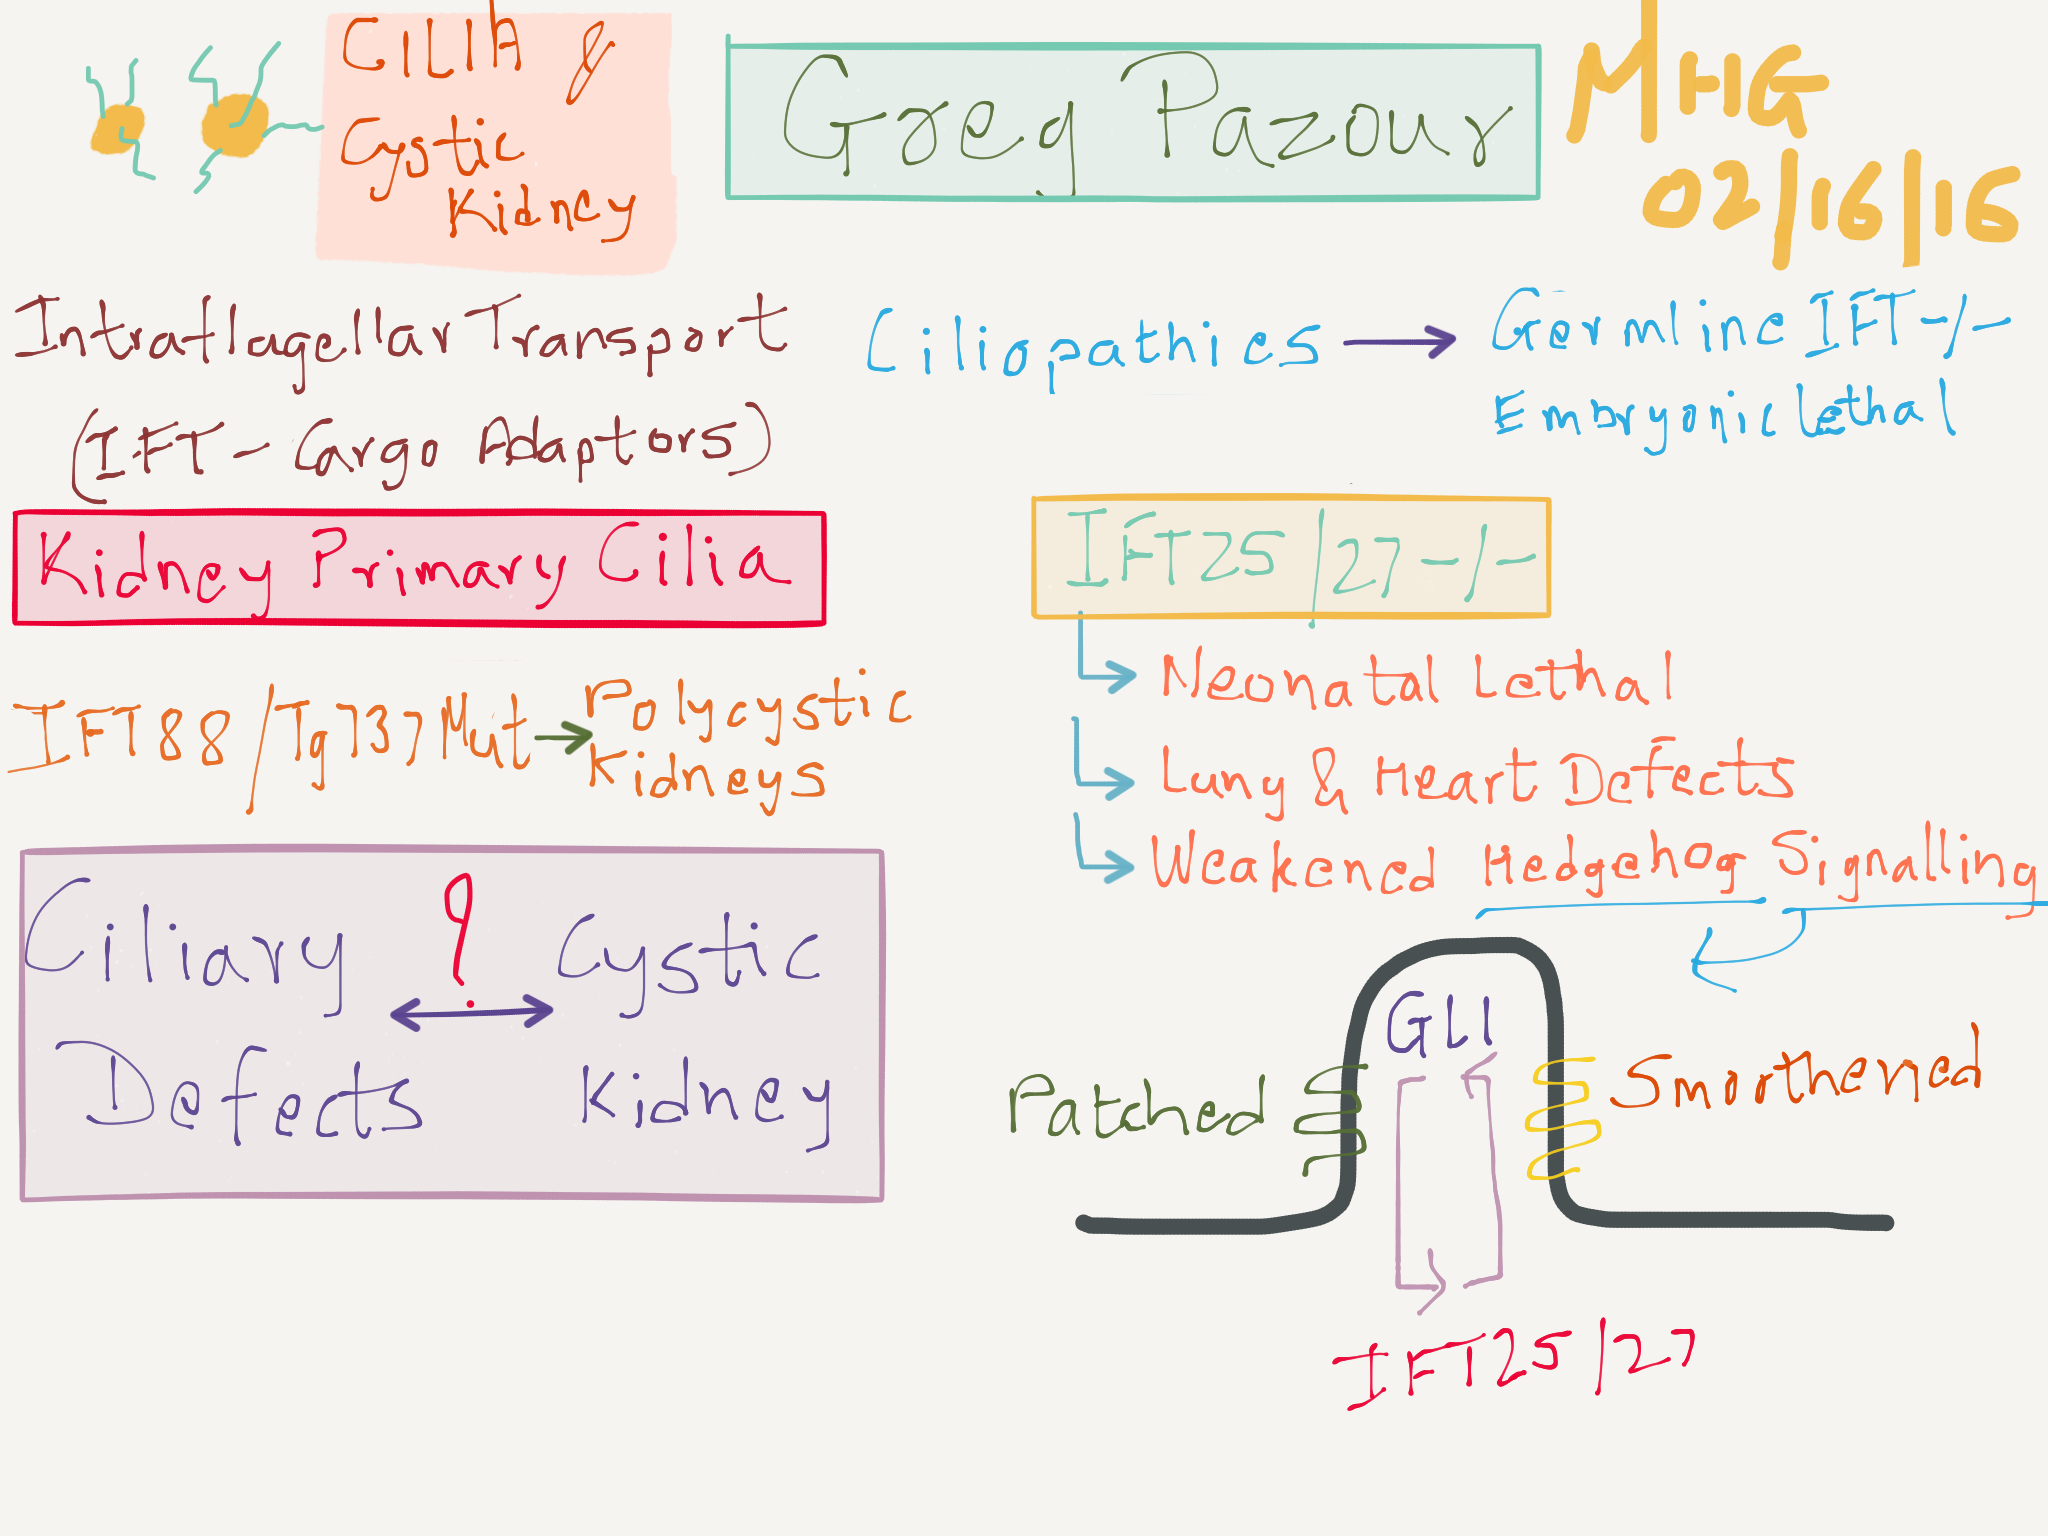 CILIA &
Cystic
Kidney
Greg Pazour
MHG
02/16/16
Intraflagellar Transport
(IFT - Cargo Adaptors)
Kidney Primary Cilia
IFT88/Tg737 Mut → Polycystic
Kidneys
Ciliary ? Cystic
Defects ↔ Kidney
Ciliopathies → Germline IFT -/-
Embryonic lethal
IFT25/27 -/-
Neonatal Lethal
Lung & Heart Defects
Weakened Hedgehog Signalling
GLI
Patched
Smoothened
IFT25/27